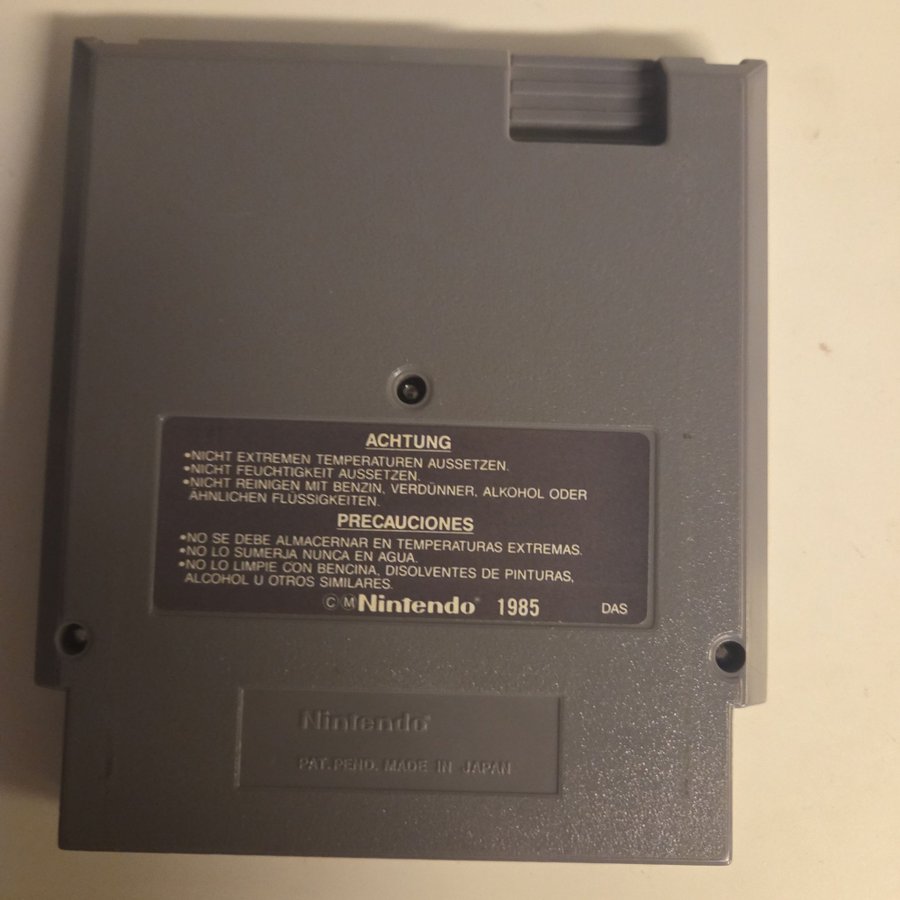 ACHTUNG
•NICHT EXTREMEN TEMPERATUREN AUSSETZEN.
•NICHT FEUCHTIGKEIT AUSSETZEN.
•NICHT REINIGEN MIT BENZIN, VERDÜNNER, ALKOHOL ODER
ÄHNLICHEN FLÜSSIGKEITEN.
PRECAUCIONES
•NO SE DEBE ALMACERNAR EN TEMPERATURAS EXTREMAS.
•NO LO SUMERJA NUNCA EN AGUA.
•NO LO LIMPIE CON BENCINA, DISOLVENTES DE PINTURAS,
ALCOHOL U OTROS SIMILARES.
©ⓂNintendo® 1985 DAS
Nintendo®
PAT. PEND. MADE IN JAPAN